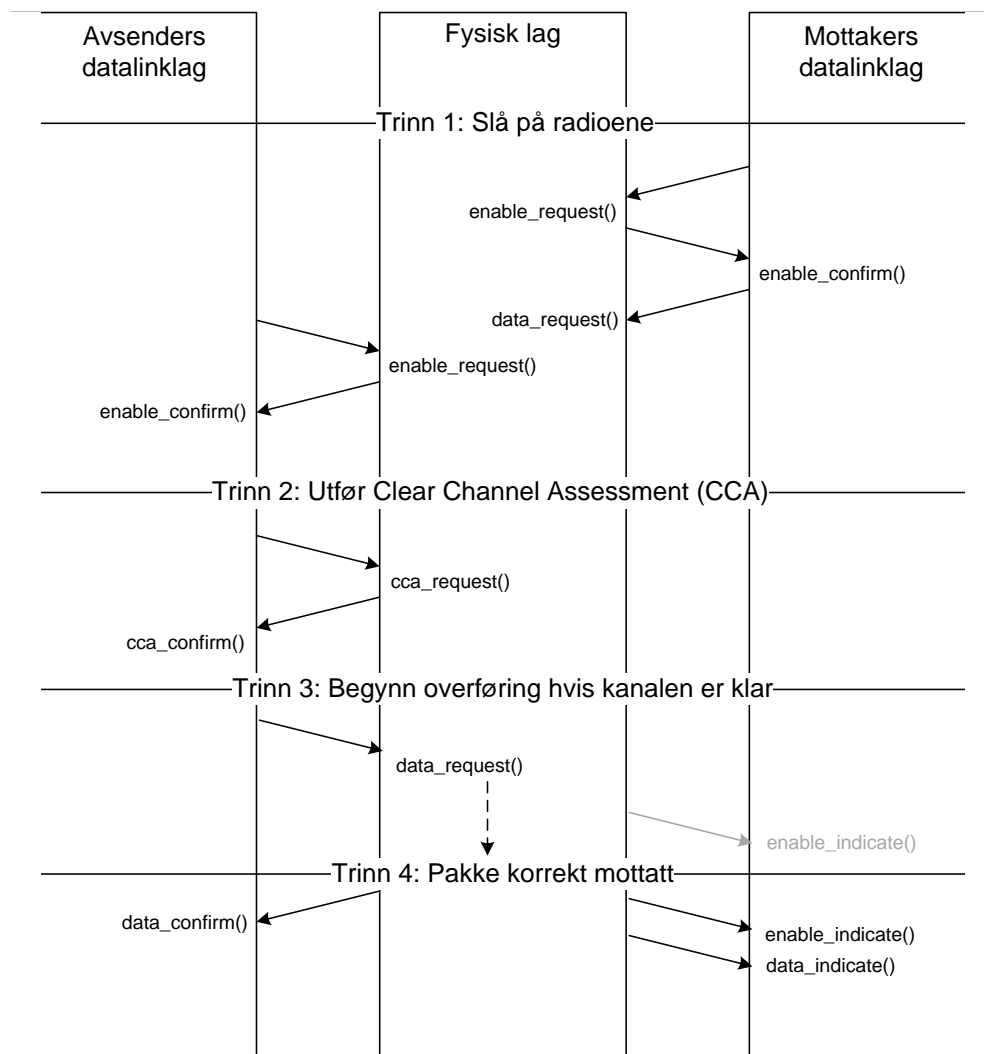 Avsenders
datalinklag
Fysisk lag
Mottakers
datalinklag
Trinn 1: Slå på radioene
enable_request()
enable_confirm()
data_request()
enable_request()
enable_confirm()
Trinn 2: Utfør Clear Channel Assessment (CCA)
cca_request()
cca_confirm()
Trinn 3: Begynn overføring hvis kanalen er klar
data_request()
enable_indicate()
Trinn 4: Pakke korrekt mottatt
data_confirm()
enable_indicate()
data_indicate()